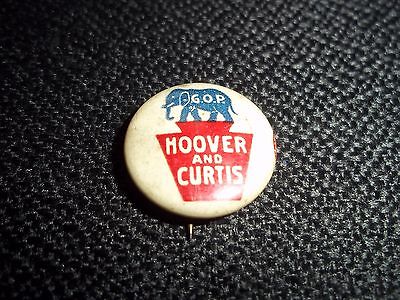 G.O.P.
HOOVER
AND
CURTIS